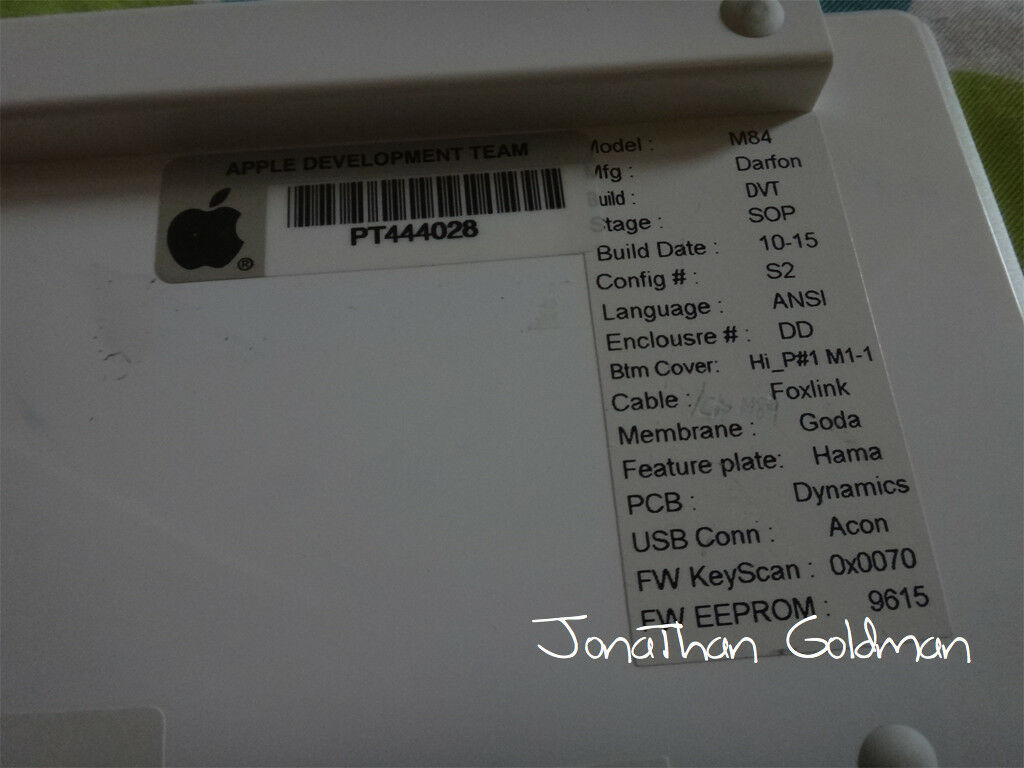 APPLE DEVELOPMENT TEAM
®
PT444028
Model : M84
Mfg : Darfon
Build : DVT
Stage : SOP
Build Date : 10-15
Config # : S2
Language : ANSI
Enclousre # : DD
Btm Cover: Hi_P#1 M1-1
Cable : Foxlink
Membrane : Goda
Feature plate: Hama
PCB : Dynamics
USB Conn : Acon
FW KeyScan : 0x0070
FW EEPROM : 9615
JonaThan Goldman